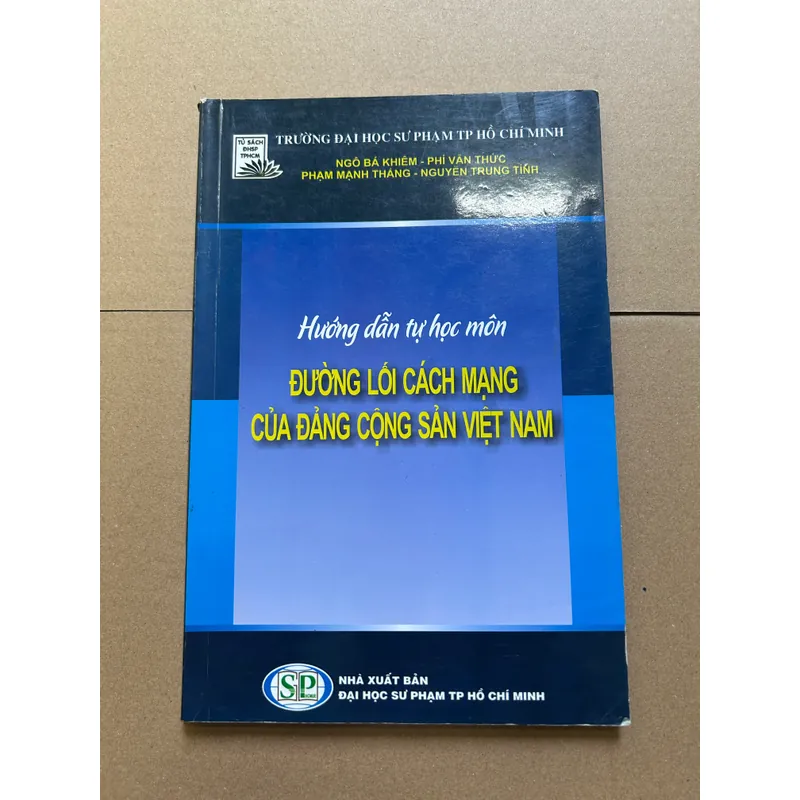 TRƯỜNG ĐẠI HỌC SƯ PHẠM TP HỒ CHÍ MINH
TỦ SÁCH
ĐHSP
TPHCM
NGÔ BÁ KHIÊM - PHÍ VĂN THỨC
PHẠM MẠNH THẮNG - NGUYỄN TRUNG TÍNH
Hướng dẫn tự học môn
ĐƯỜNG LỐI CÁCH MẠNG
CỦA ĐẢNG CỘNG SẢN VIỆT NAM
SP
NHÀ XUẤT BẢN
ĐẠI HỌC SƯ PHẠM TP HỒ CHÍ MINH